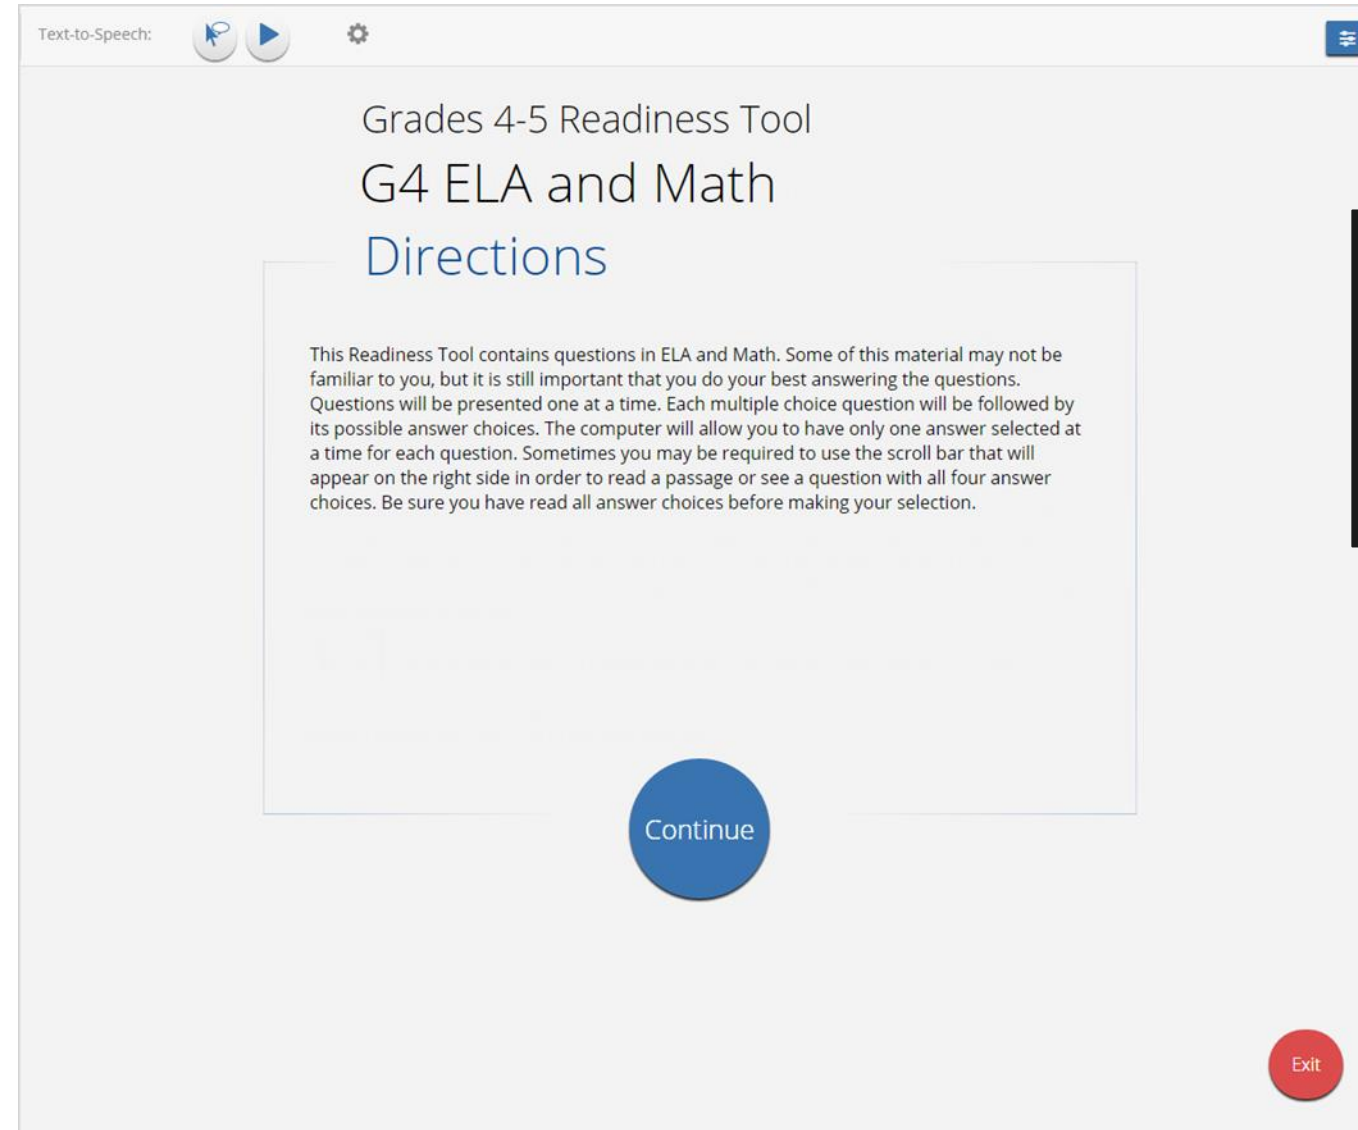 Text-to-Speech:
Grades 4-5 Readiness Tool
G4 ELA and Math
Directions
This Readiness Tool contains questions in ELA and Math. Some of this material may not be
familiar to you, but it is still important that you do your best answering the questions.
Questions will be presented one at a time. Each multiple choice question will be followed by
its possible answer choices. The computer will allow you to have only one answer selected at
a time for each question. Sometimes you may be required to use the scroll bar that will
appear on the right side in order to read a passage or see a question with all four answer
choices. Be sure you have read all answer choices before making your selection.
Continue
Exit